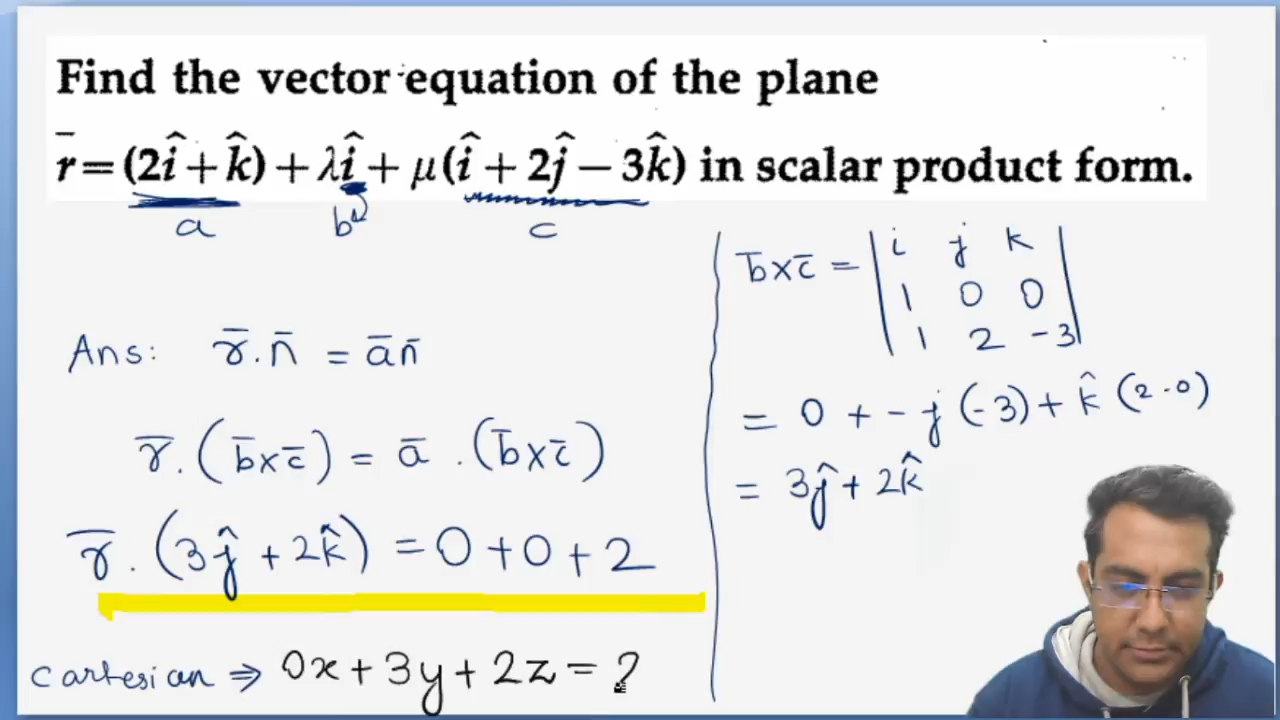 Find the vector equation of the plane
r̄ = (2î + k̂) + λî + μ(î + 2ĵ − 3k̂) in scalar product form.
a b c
Ans: r̄ . n̄ = ā n̄
r̄ . (b̄ x c̄) = ā . (b̄ x c̄)
r̄ . (3ĵ + 2k̂) = 0 + 0 + 2
cartesian ⇒ 0x + 3y + 2z = 2
b̄ x c̄ = | i j k |
| 1 0 0 |
| 1 2 -3 |
= 0 + - j (-3) + k̂ (2-0)
= 3ĵ + 2k̂